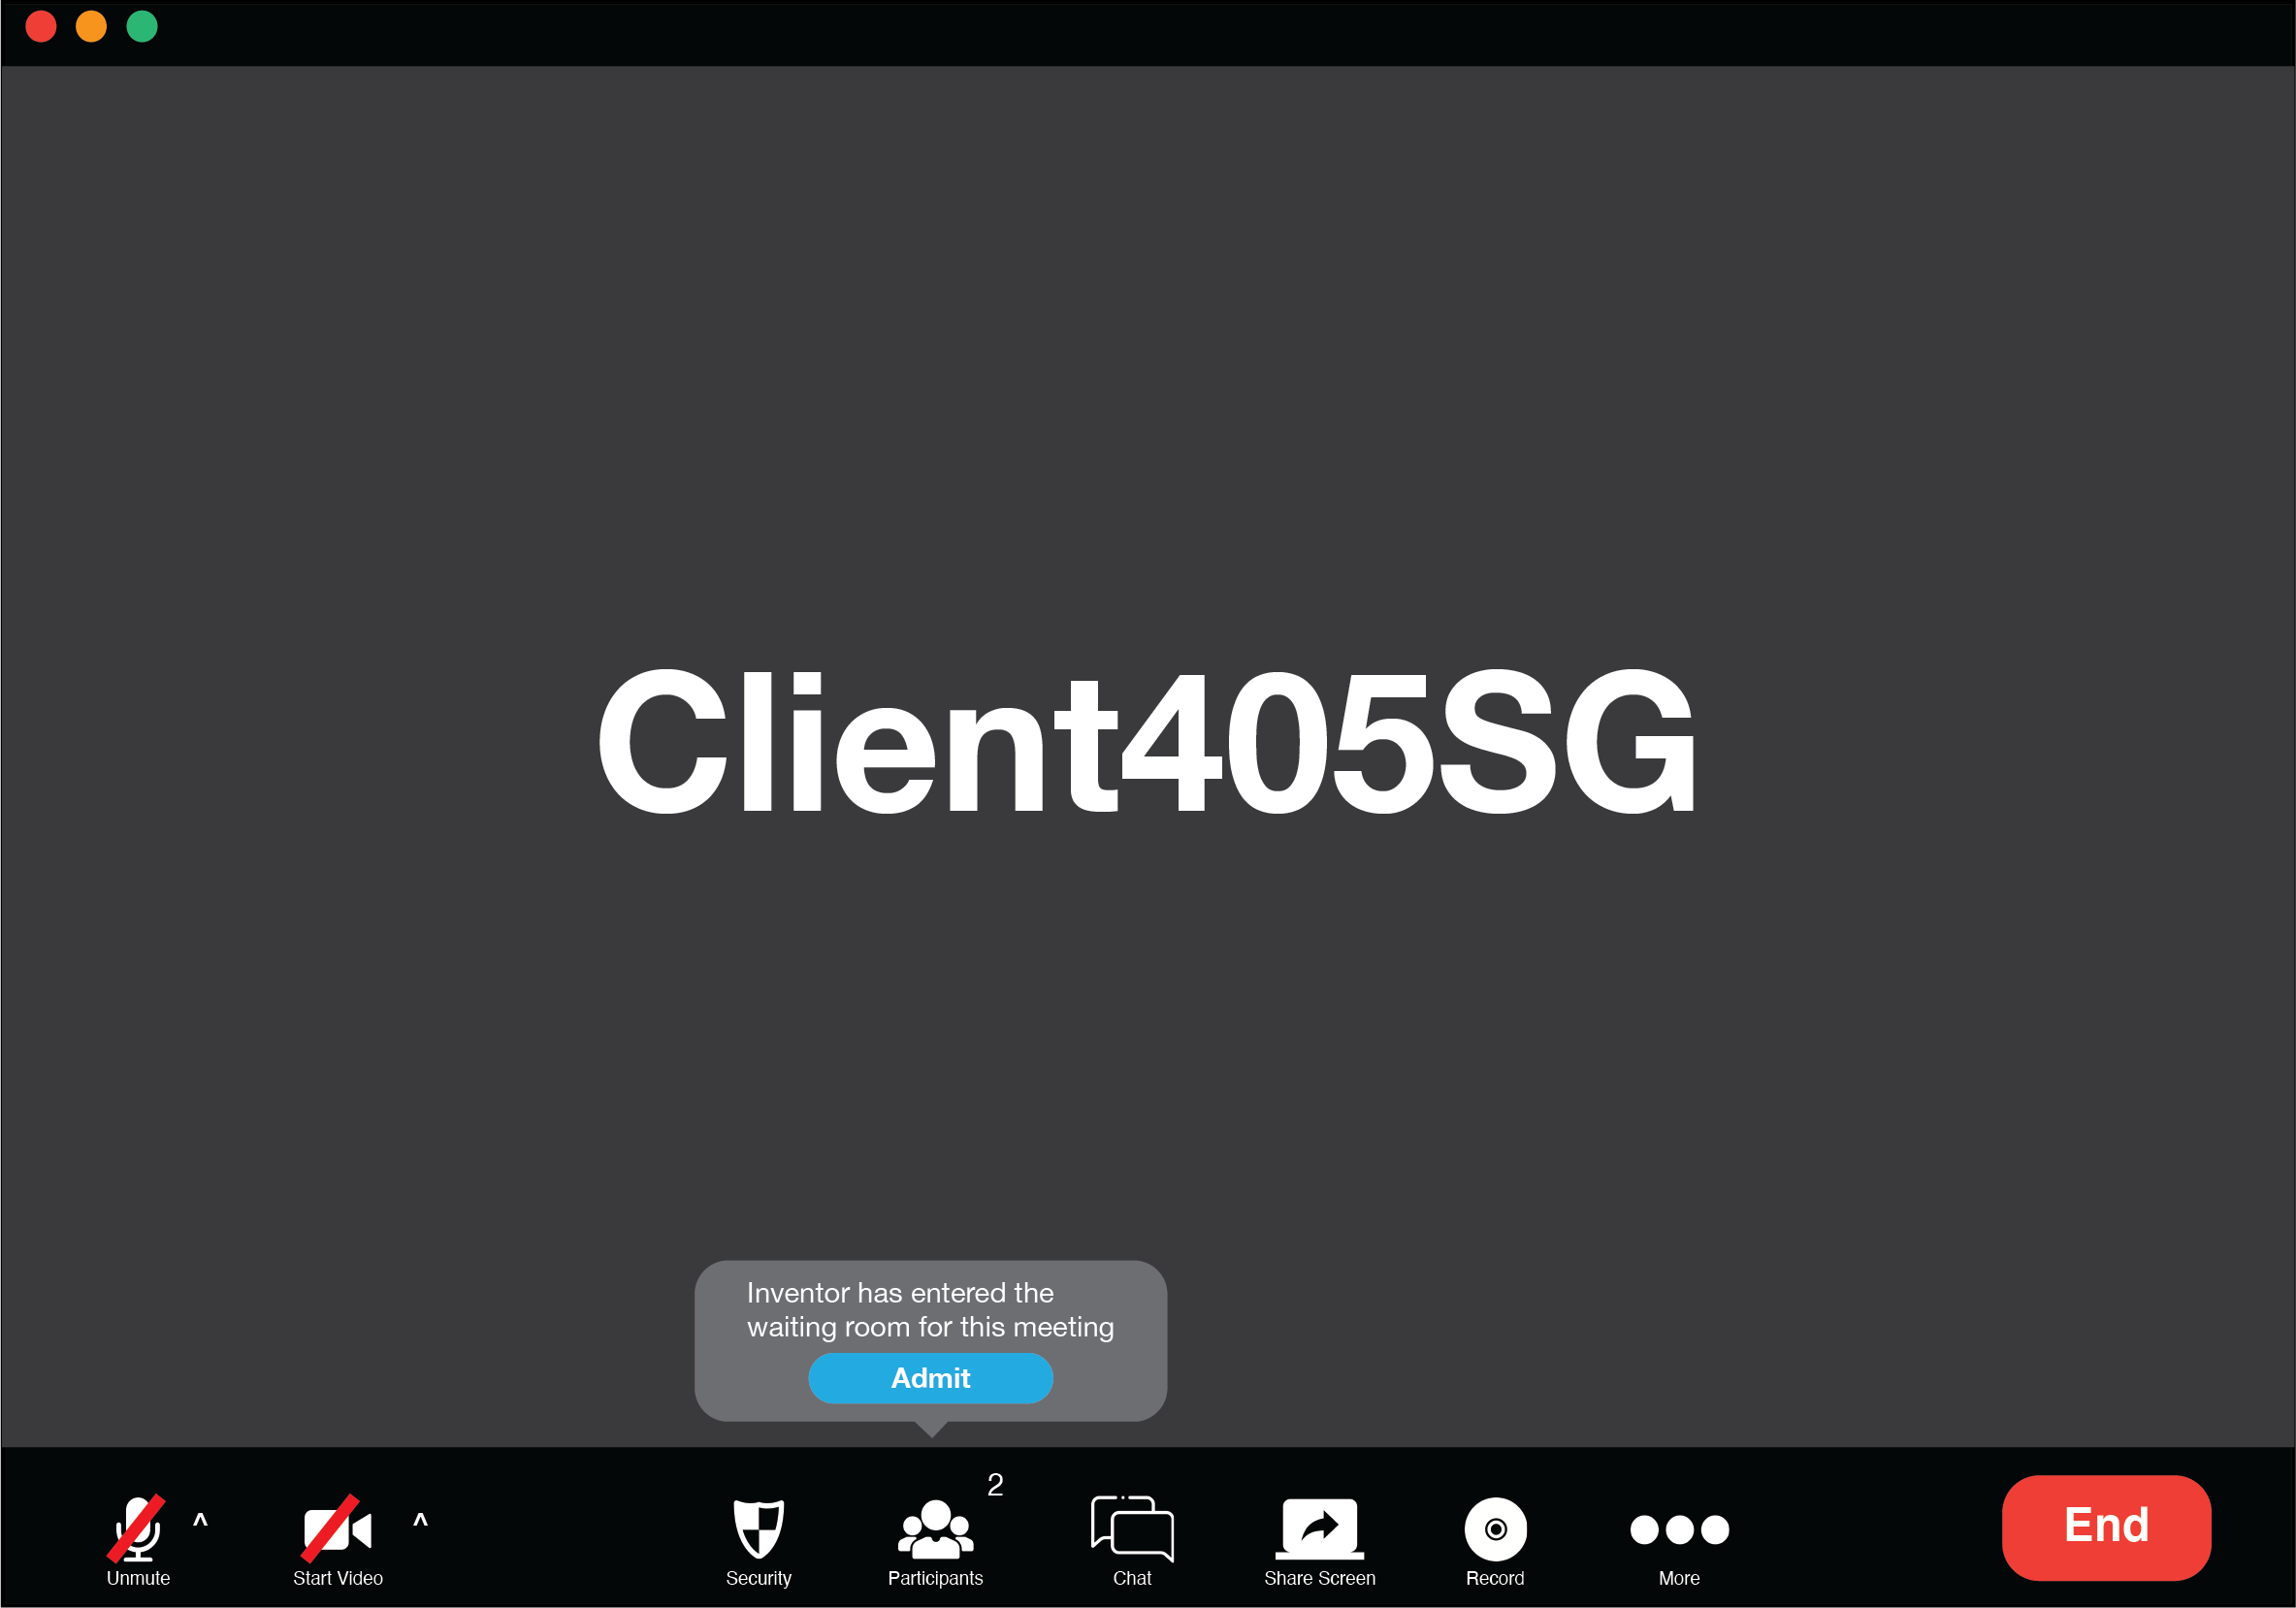 Client405SG
Inventor has entered the
waiting room for this meeting
Admit
2
^
^
End
Unmute
Start Video
Security
Participants
Chat
Share Screen
Record
More